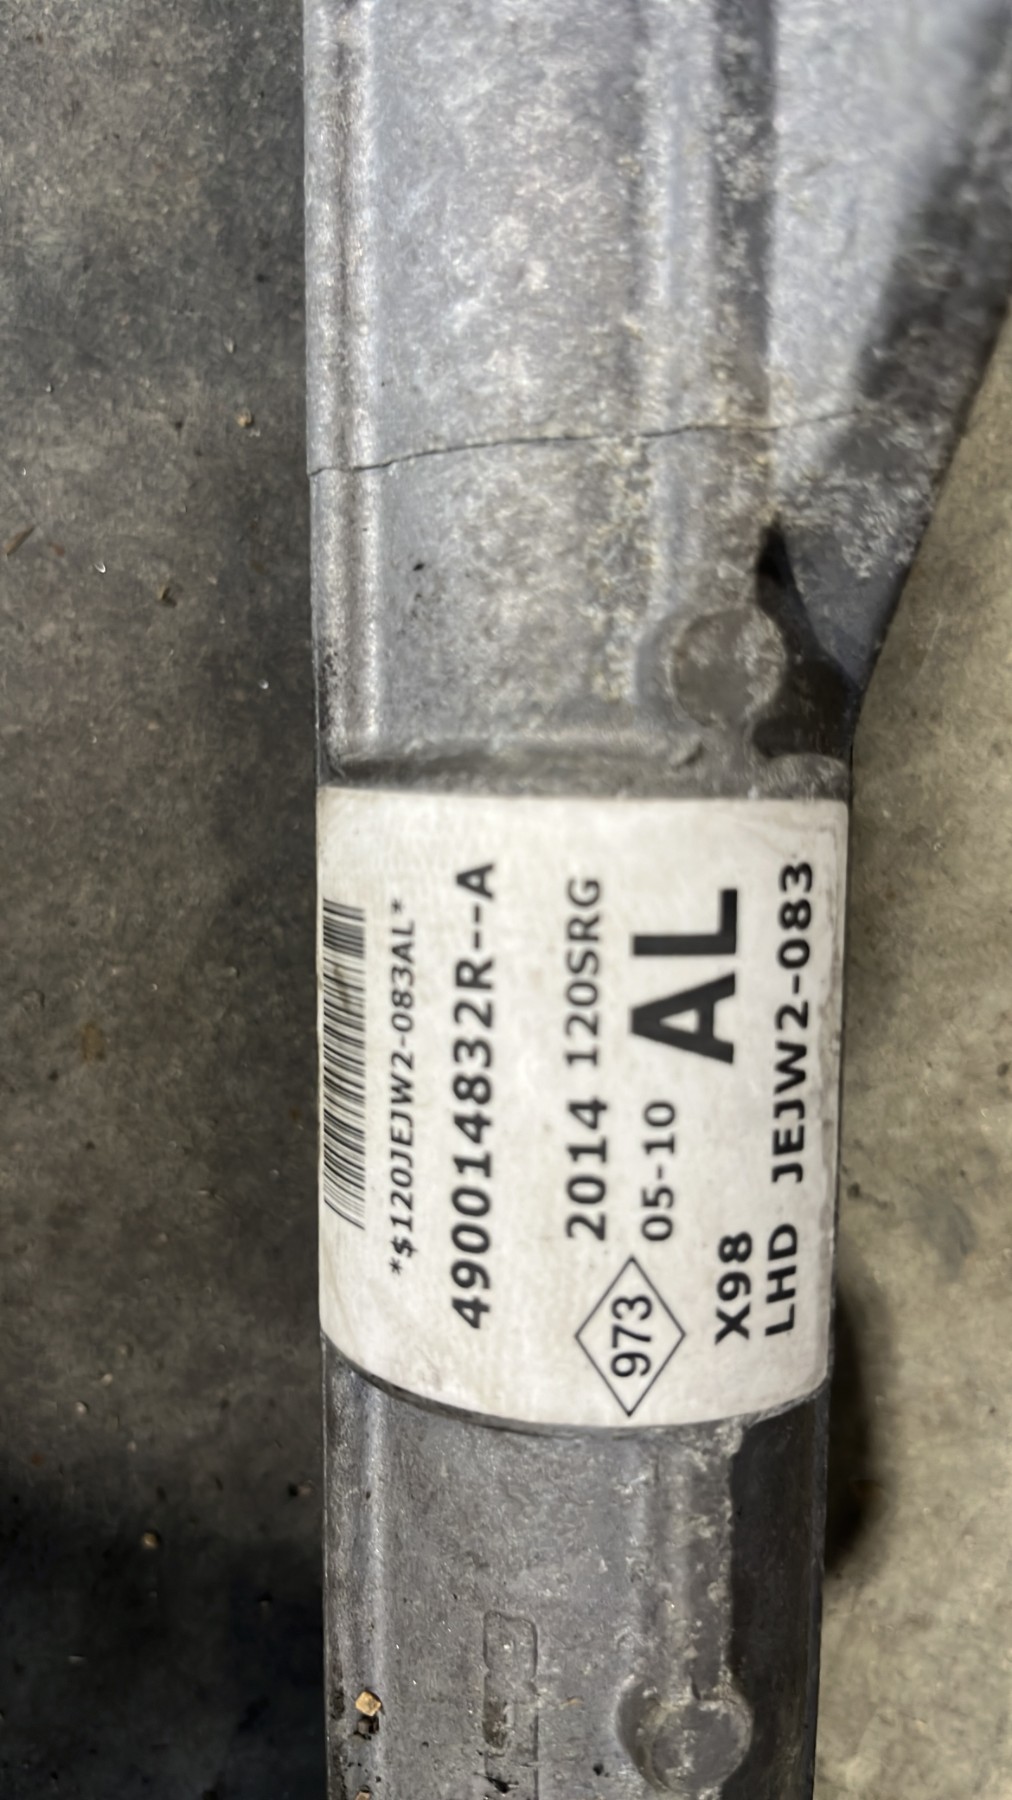 *$120JEJW2-083AL*
490014832R--A
2014 120SRG
973
05-10
AL
X98
LHD JEJW2-083